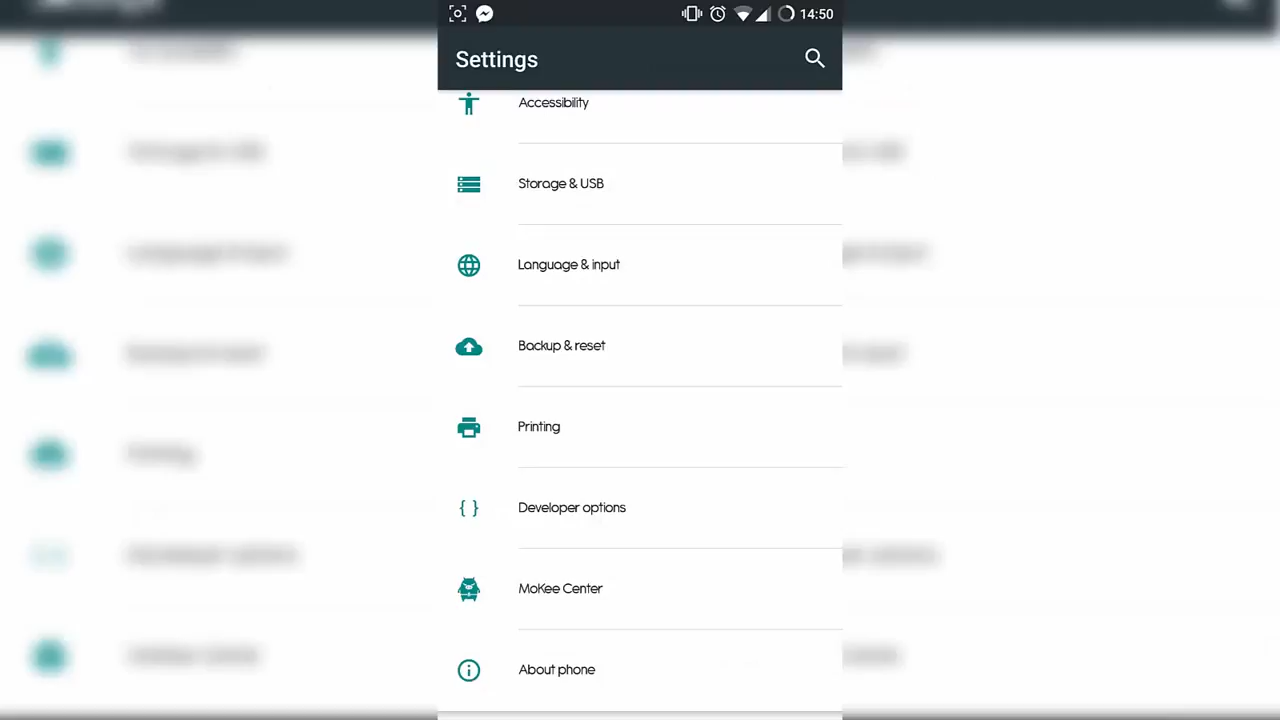 14:50
Settings
Accessibility
Storage & USB
Language & input
Backup & reset
Printing
Developer options
MoKee Center
About phone